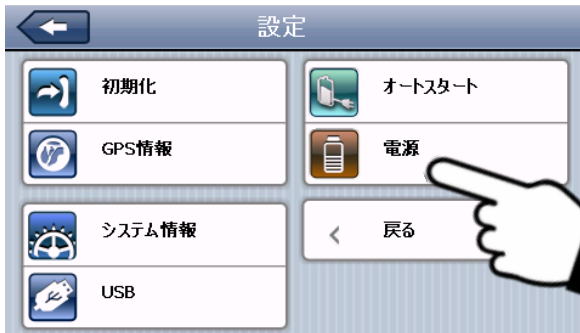 設定
初期化
GPS情報
オートスタート
電源
システム情報
USB
戻る